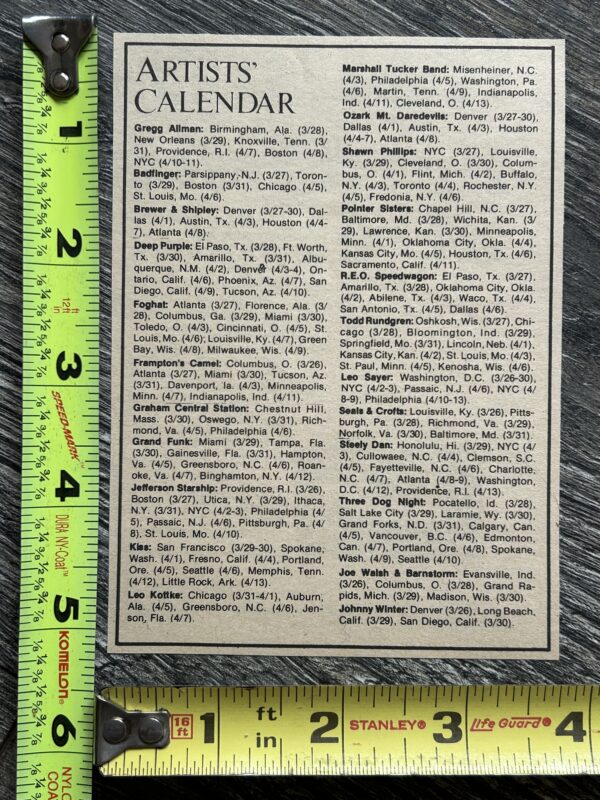 ARTISTS'
CALENDAR
Gregg Allman: Birmingham, Ala. (3/28),
New Orleans (3/29), Knoxville, Tenn. (3/
31), Providence, R.I. (4/7), Boston (4/8),
NYC (4/10-11).
Badfinger: Parsippany, N.J. (3/27), Toron-
to (3/29), Boston (3/31), Chicago (4/5),
St. Louis, Mo. (4/6).
Brewer & Shipley: Denver (3/27-30), Dal-
las (4/1), Austin, Tx. (4/3), Houston (4/4-
7), Atlanta (4/8).
Deep Purple: El Paso, Tx. (3/28), Ft. Worth,
Tx. (3/30), Amarillo, Tx. (3/31), Albu-
querque, N.M. (4/2), Denver (4/3-4), On-
tario, Calif. (4/6), Phoenix, Az. (4/7), San
Diego, Calif. (4/9), Tucson, Az. (4/10).
Foghat: Atlanta (3/27), Florence, Ala. (3/
28), Columbus, Ga. (3/29), Miami (3/30),
Toledo, O. (4/3), Cincinnati, O. (4/5), St.
Louis, Mo. (4/6); Louisville, Ky. (4/7), Green
Bay, Wis. (4/8), Milwaukee, Wis. (4/9).
Frampton's Camel: Columbus, O. (3/26),
Atlanta (3/27), Miami (3/30), Tucson, Az.
(3/31), Davenport, Ia. (4/3), Minneapolis,
Minn. (4/7), Indianapolis, Ind. (4/11).
Graham Central Station: Chestnut Hill,
Mass. (3/30), Oswego, N.Y. (3/31), Rich-
mond, Va. (4/5), Philadelphia (4/6).
Grand Funk: Miami (3/29), Tampa, Fla.
(3/30), Gainesville, Fla. (3/31), Hampton,
Va. (4/5), Greensboro, N.C. (4/6), Roan-
oke, Va. (4/7), Binghamton, N.Y. (4/12).
Jefferson Starship: Providence, R.I. (3/26),
Boston (3/27), Utica, N.Y. (3/29), Ithaca,
N.Y. (3/31), NYC (4/2-3), Philadelphia (4/
5), Passaic, N.J. (4/6), Pittsburgh, Pa. (4/
8), St. Louis, Mo. (4/10).
Kiss: San Francisco (3/29-30), Spokane,
Wash. (4/1), Fresno, Calif. (4/4), Portland,
Ore. (4/5), Seattle (4/6), Memphis, Tenn.
(4/12), Little Rock, Ark. (4/13).
Leo Kottke: Chicago (3/31-4/1), Auburn,
Ala. (4/5), Greensboro, N.C. (4/6), Jen-
son, Fla. (4/7).
Marshall Tucker Band: Misenheiner, N.C.
(4/3), Philadelphia (4/5), Washington, Pa.
(4/6), Martin, Tenn. (4/9), Indianapolis,
Ind. (4/11), Cleveland, O. (4/13).
Ozark Mt. Daredevils: Denver (3/27-30),
Dallas (4/1), Austin, Tx. (4/3), Houston
(4/4-7), Atlanta (4/8).
Shawn Phillips: NYC (3/27), Louisville,
Ky. (3/29), Cleveland, O. (3/30), Colum-
bus, O. (4/1), Flint, Mich. (4/2), Buffalo,
N.Y. (4/3), Toronto (4/4), Rochester, N.Y.
(4/5), Fredonia, N.Y. (4/6).
Pointer Sisters: Chapel Hill, N.C. (3/27),
Baltimore, Md. (3/28), Wichita, Kan. (3/
29), Lawrence, Kan. (3/30), Minneapolis,
Minn. (4/1), Oklahoma City, Okla. (4/4),
Kansas City, Mo. (4/5), Houston, Tx. (4/6),
Sacramento, Calif. (4/11).
R.E.O. Speedwagon: El Paso, Tx. (3/27),
Amarillo, Tx. (3/28), Oklahoma City, Okla.
(4/2), Abilene, Tx. (4/3), Waco, Tx. (4/4),
San Antonio, Tx. (4/5), Dallas (4/6).
Todd Rundgren: Oshkosh, Wis. (3/27), Chi-
cago (3/28), Bloomington, Ind. (3/29),
Springfield, Mo. (3/31), Lincoln, Neb. (4/1),
Kansas City, Kan. (4/2), St. Louis, Mo. (4/3),
St. Paul, Minn. (4/5), Kenosha, Wis. (4/6).
Leo Sayer: Washington, D.C. (3/26-30),
NYC (4/2-3), Passaic, N.J. (4/6), NYC (4/
8-9), Philadelphia (4/10-13).
Seals & Crofts: Louisville, Ky. (3/26), Pitts-
burgh, Pa. (3/28), Richmond, Va. (3/29),
Norfolk, Va. (3/30), Baltimore, Md. (3/31).
Steely Dan: Honolulu, Hi. (3/29), NYC (4/
3), Cullowaee, N.C. (4/4), Clemson, S.C.
(4/5), Fayetteville, N.C. (4/6), Charlotte,
N.C. (4/7), Atlanta (4/8-9), Washington,
D.C. (4/12), Providence, R.I. (4/13).
Three Dog Night: Pocatello, Id. (3/28),
Salt Lake City (3/29), Laramie, Wy. (3/30),
Grand Forks, N.D. (3/31), Calgary, Can.
(4/5), Vancouver, B.C. (4/6), Edmonton,
Can. (4/7), Portland, Ore. (4/8), Spokane,
Wash. (4/9), Seattle (4/10).
Joe Walsh & Barnstorm: Evansville, Ind.
(3/26), Columbus, O. (3/28), Grand Ra-
pids, Mich. (3/29), Madison, Wis. (3/30).
Johnny Winter: Denver (3/26), Long Beach,
Calif. (3/29), San Diego, Calif. (3/30).
1
2
12 ft
3
SPEED-MARK™
4
DURA NY-Coat™
5
KOMELON®
6
NYL
COA
16 ft
1
ft
in
2
STANLEY®
3
Life Guard®
4